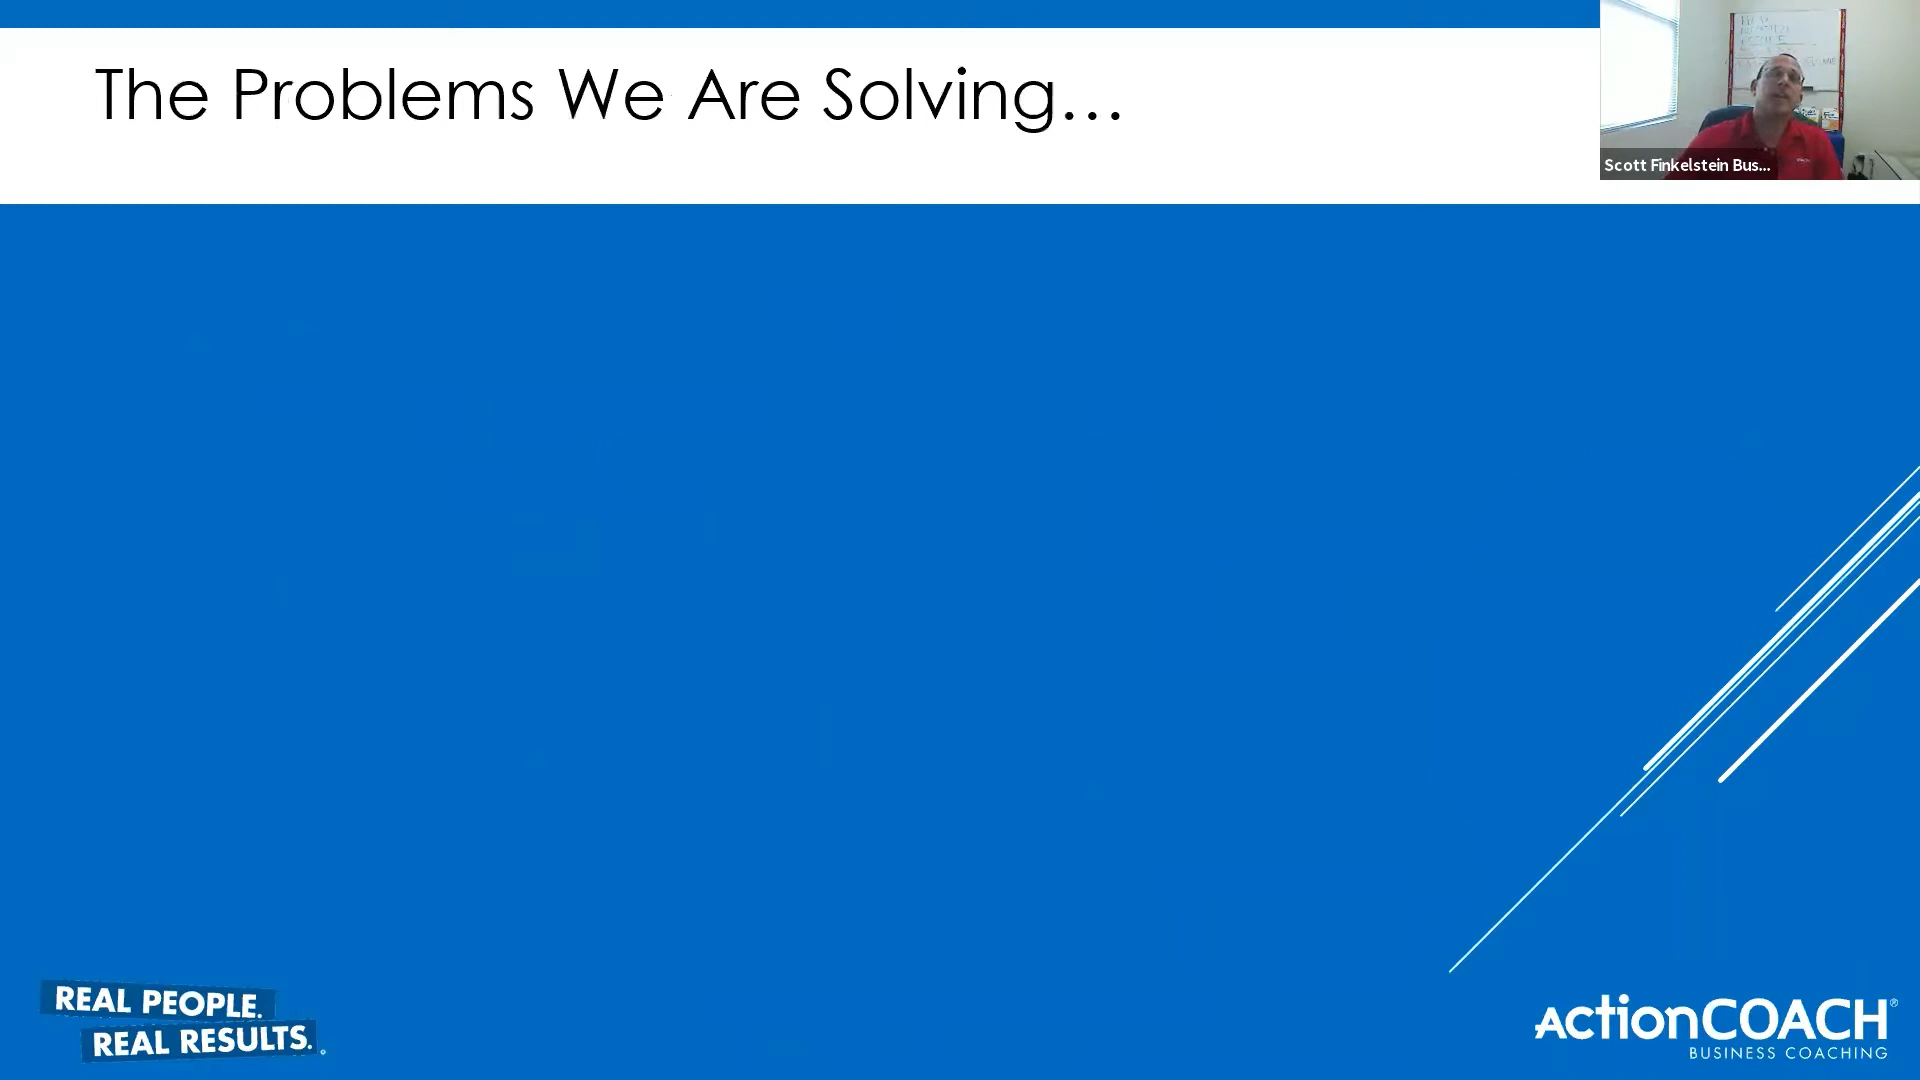 The Problems We Are Solving...
Scott Finkelstein Bus...
REAL PEOPLE.
REAL RESULTS.
actionCOACH®
BUSINESS COACHING